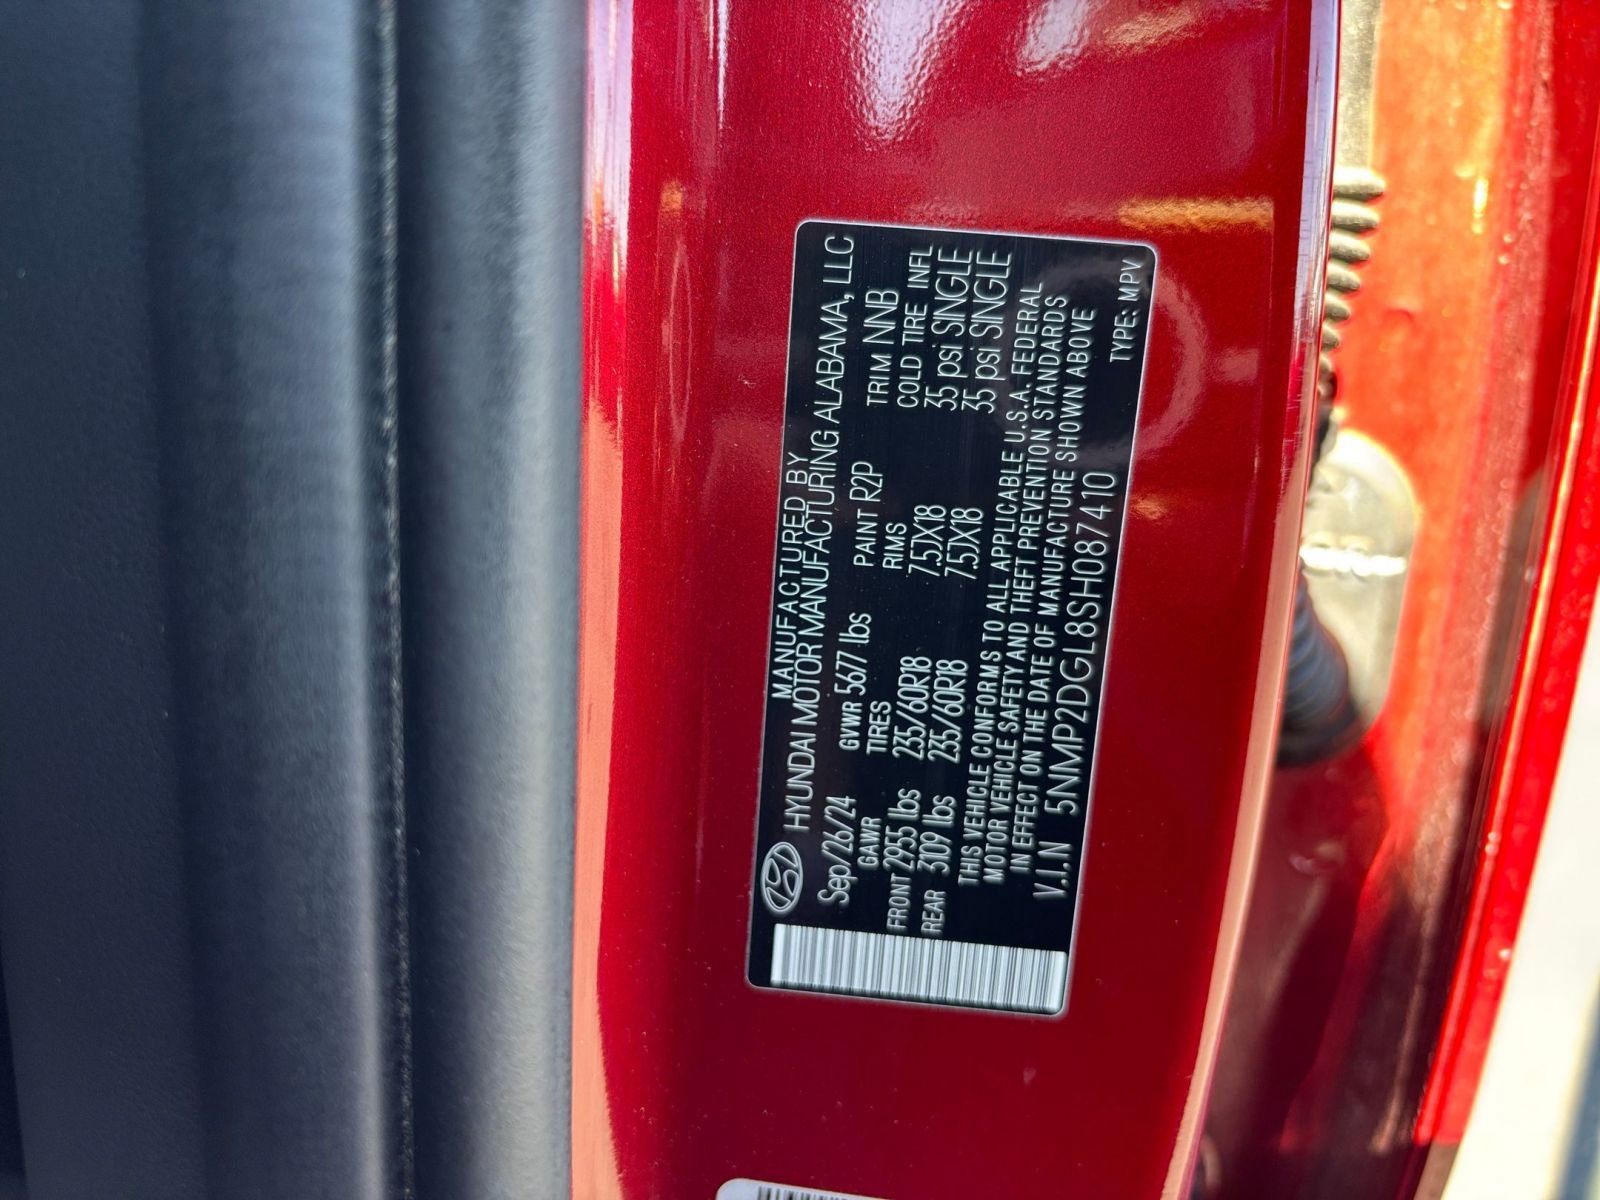 MANUFACTURED BY
HYUNDAI MOTOR MANUFACTURING ALABAMA, LLC
Sep/26/24 GVWR 5677 lbs PAINT R2P TRIM NNB
GAWR TIRES RIMS COLD TIRE INFL
FRONT 2955 lbs 235/60R18 7.5JX18 35 psi SINGLE
REAR 3109 lbs 235/60R18 7.5JX18 35 psi SINGLE
THIS VEHICLE CONFORMS TO ALL APPLICABLE U.S.A. FEDERAL
MOTOR VEHICLE SAFETY AND THEFT PREVENTION STANDARDS
IN EFFECT ON THE DATE OF MANUFACTURE SHOWN ABOVE
V.I.N 5NMP2DGL8SH087410 TYPE: MPV